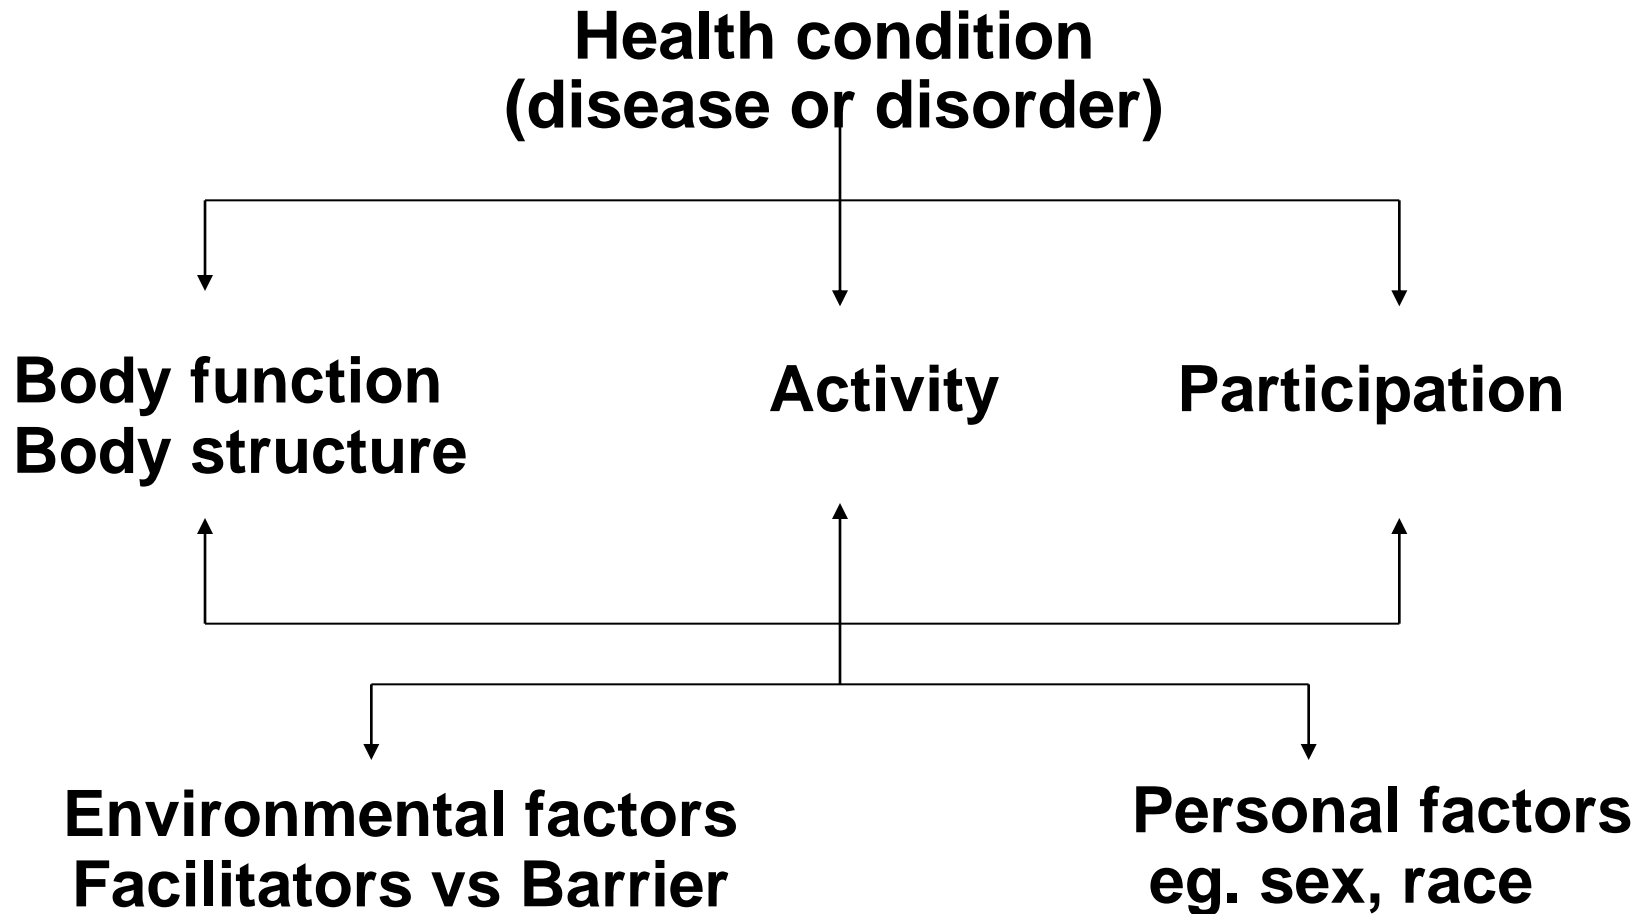 Health condition
(disease or disorder)
Body function
Body structure
Activity
Participation
Environmental factors
Facilitators vs Barrier
Personal factors
eg. sex, race